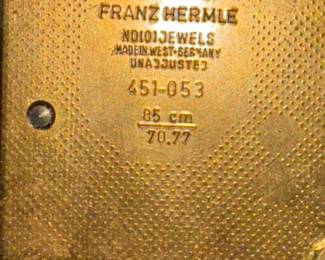 FRANZ HERMLE
NO(0)JEWELS
MADE IN WEST-GERMANY
UNADJUSTED
451-053
85 cm
70.77